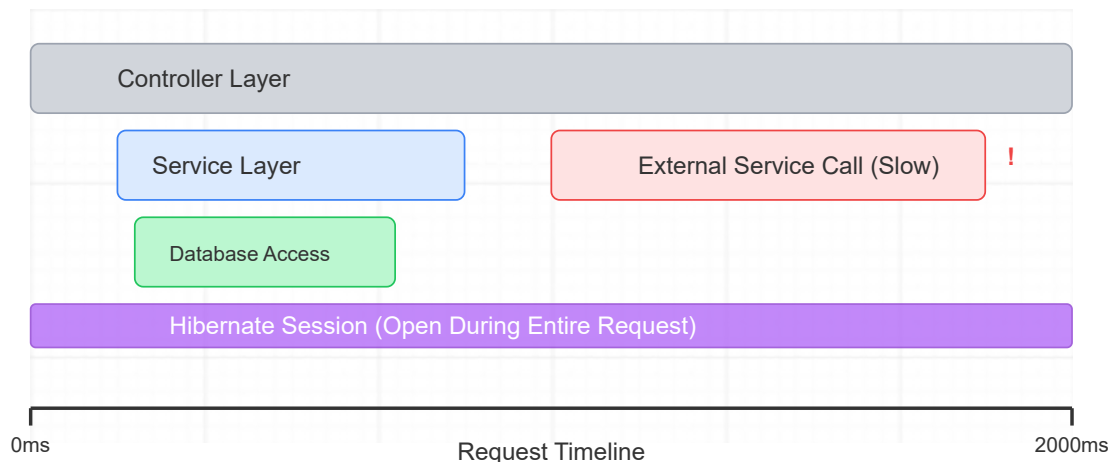 Controller Layer
Service Layer
External Service Call (Slow)
!
Database Access
Hibernate Session (Open During Entire Request)
0ms
Request Timeline
2000ms